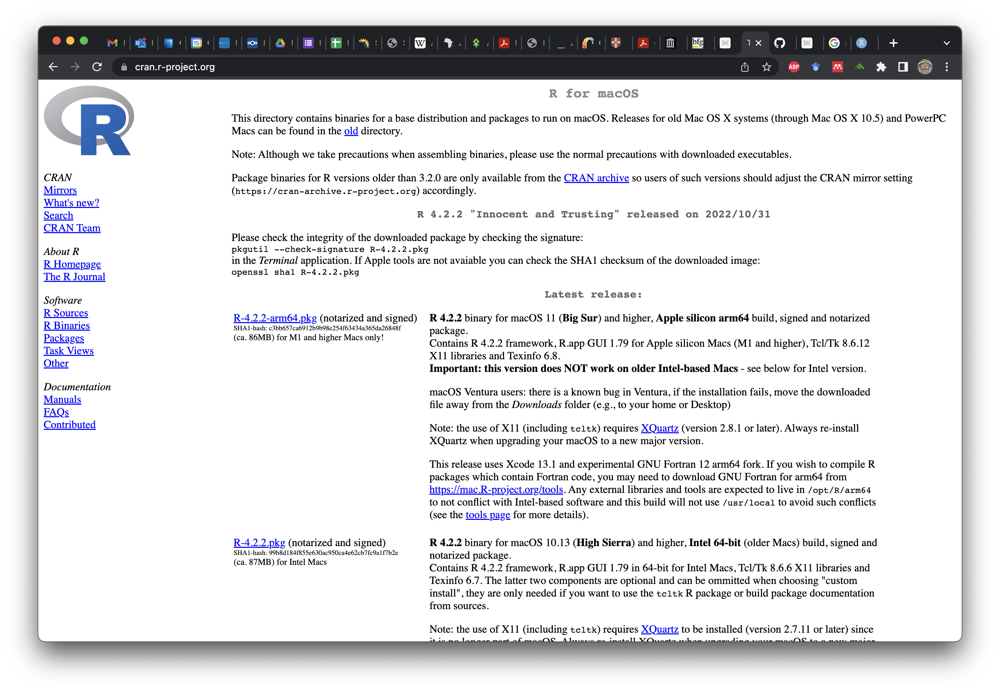 15
W
bfg
R
cran.r-project.org
ABP
R
R for macOS
This directory contains binaries for a base distribution and packages to run on macOS. Releases for old Mac OS X systems (through Mac OS X 10.5) and PowerPC
Macs can be found in the old directory.
Note: Although we take precautions when assembling binaries, please use the normal precautions with downloaded executables.
Package binaries for R versions older than 3.2.0 are only available from the CRAN archive so users of such versions should adjust the CRAN mirror setting
(https://cran-archive.r-project.org) accordingly.
R 4.2.2 "Innocent and Trusting" released on 2022/10/31
Please check the integrity of the downloaded package by checking the signature:
pkgutil --check-signature R-4.2.2.pkg
in the Terminal application. If Apple tools are not avaiable you can check the SHA1 checksum of the downloaded image:
openssl sha1 R-4.2.2.pkg
Latest release:
CRAN
Mirrors
What's new?
Search
CRAN Team
About R
R Homepage
The R Journal
Software
R Sources
R Binaries
Packages
Task Views
Other
Documentation
Manuals
FAQs
Contributed
R-4.2.2-arm64.pkg (notarized and signed)
SHA1-hash: c3bb657ca6912b9b98e254f63434a365da26848f
(ca. 86MB) for M1 and higher Macs only!
R 4.2.2 binary for macOS 11 (Big Sur) and higher, Apple silicon arm64 build, signed and notarized
package.
Contains R 4.2.2 framework, R.app GUI 1.79 for Apple silicon Macs (M1 and higher), Tcl/Tk 8.6.12
X11 libraries and Texinfo 6.8.
Important: this version does NOT work on older Intel-based Macs - see below for Intel version.
macOS Ventura users: there is a known bug in Ventura, if the installation fails, move the downloaded
file away from the Downloads folder (e.g., to your home or Desktop)
Note: the use of X11 (including tcltk) requires XQuartz (version 2.8.1 or later). Always re-install
XQuartz when upgrading your macOS to a new major version.
This release uses Xcode 13.1 and experimental GNU Fortran 12 arm64 fork. If you wish to compile R
packages which contain Fortran code, you may need to download GNU Fortran for arm64 from
https://mac.R-project.org/tools. Any external libraries and tools are expected to live in /opt/R/arm64
to not conflict with Intel-based software and this build will not use /usr/local to avoid such conflicts
(see the tools page for more details).
R-4.2.2.pkg (notarized and signed)
SHA1-hash: 99b8d184f855e630ac950ca4e62cb7fc9a1f7b2e
(ca. 87MB) for Intel Macs
R 4.2.2 binary for macOS 10.13 (High Sierra) and higher, Intel 64-bit (older Macs) build, signed and
notarized package.
Contains R 4.2.2 framework, R.app GUI 1.79 in 64-bit for Intel Macs, Tcl/Tk 8.6.6 X11 libraries and
Texinfo 6.7. The latter two components are optional and can be ommitted when choosing "custom
install", they are only needed if you want to use the tcltk R package or build package documentation
from sources.
Note: the use of X11 (including tcltk) requires XQuartz to be installed (version 2.7.11 or later) since
it is no longer part of macOS. Always re-install XQuartz when upgrading your macOS to a new major